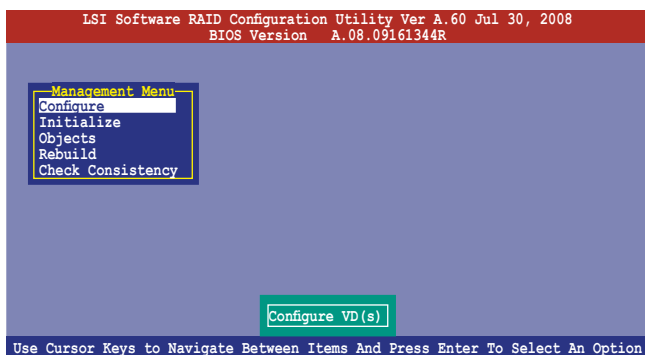 LSI Software RAID Configuration Utility Ver A.60 Jul 30, 2008
BIOS Version A.08.09161344R
Management Menu
Configure
Initialize
Objects
Rebuild
Check Consistency
Configure VD(s)
Use Cursor Keys to Navigate Between Items And Press Enter To Select An Option